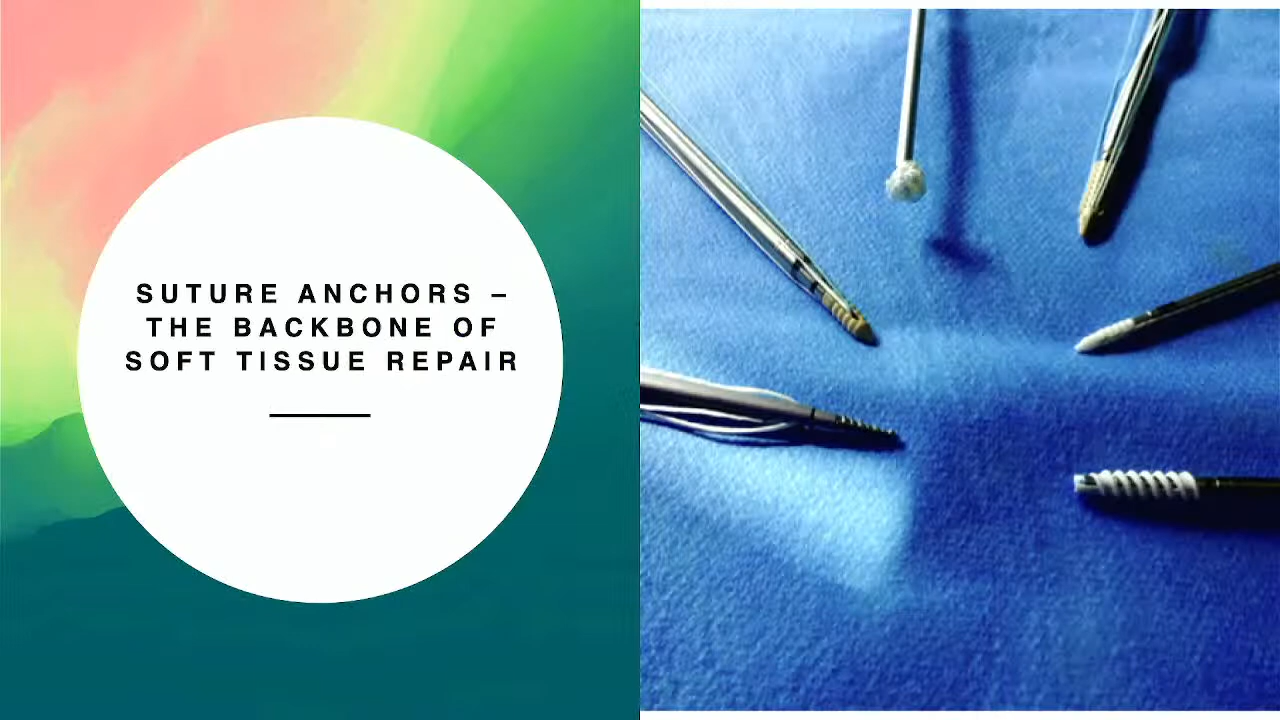 SUTURE ANCHORS –
THE BACKBONE OF
SOFT TISSUE REPAIR